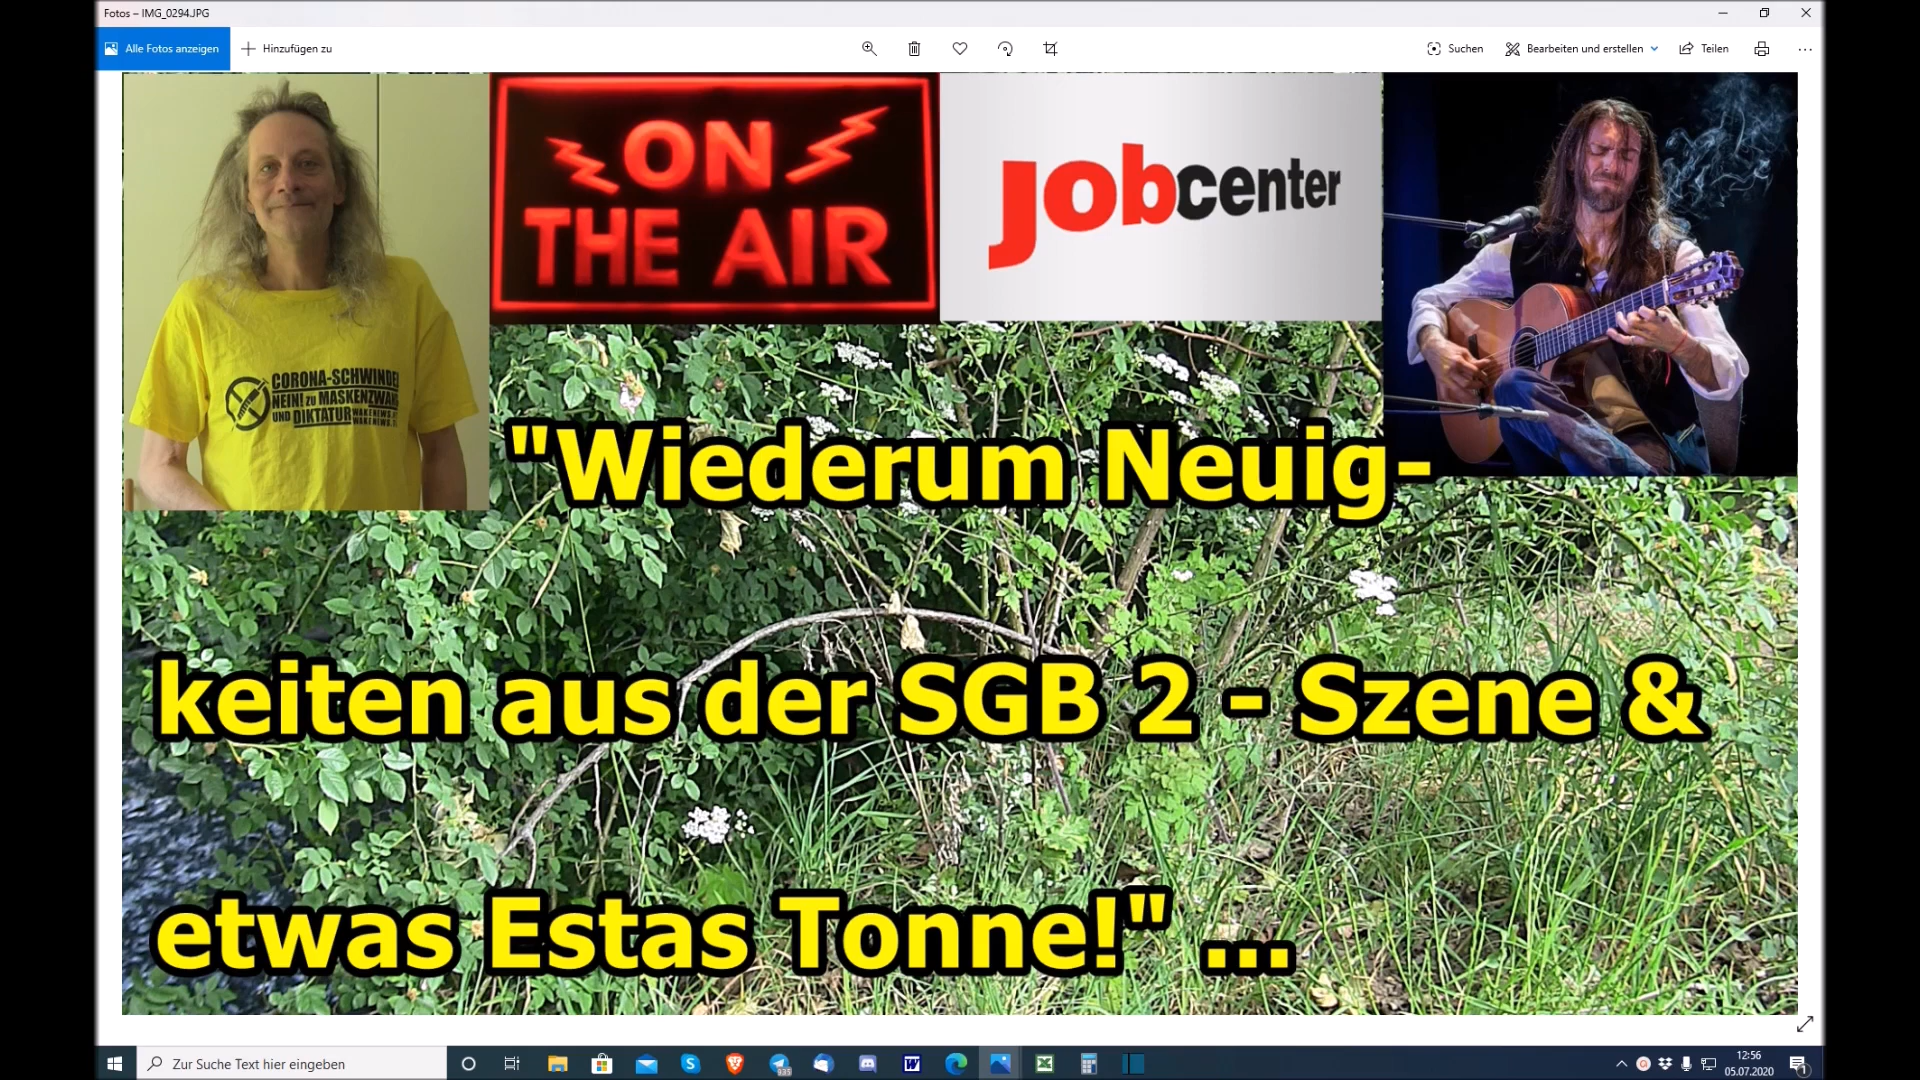 Fotos – IMG_0294.JPG
Alle Fotos anzeigen
Hinzufügen zu
Suchen
Bearbeiten und erstellen
Teilen
ON
THE AIR
jobcenter
CORONA-SCHWINDEL
NEIN! ZU MASKENZWANG
UND DIKTATUR
"Wiederum Neuig-
keiten aus der SGB 2 - Szene &
etwas Estas Tonne!" ...
Zur Suche Text hier eingeben
12:56
05.07.2020